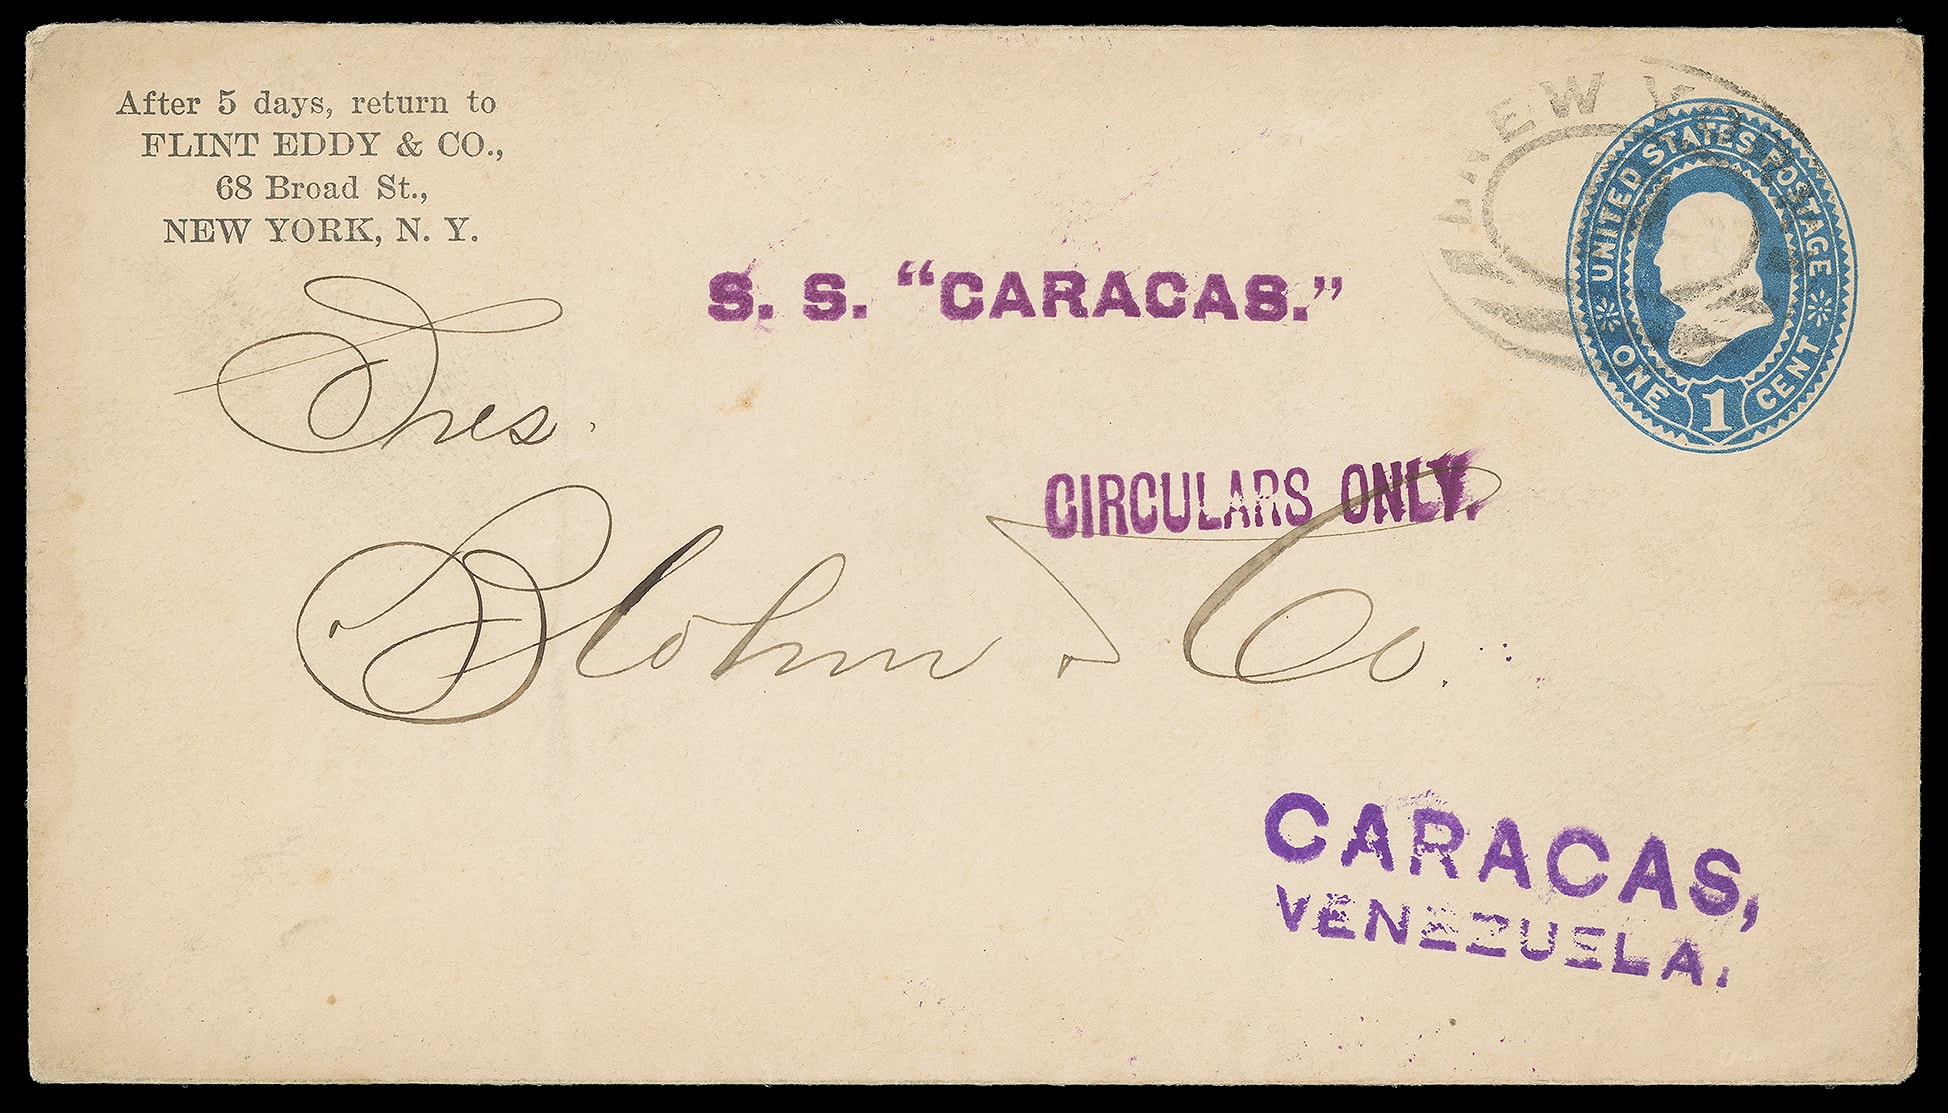 After 5 days, return to
FLINT EDDY & CO.,
68 Broad St.,
NEW YORK, N. Y.
NEW
UNITED STATES POSTAGE
ONE 1 CENT
S. S. “CARACAS.”
Sres.
CIRCULARS ONLY.
Blohm & Co.
CARACAS,
VENEZUELA.